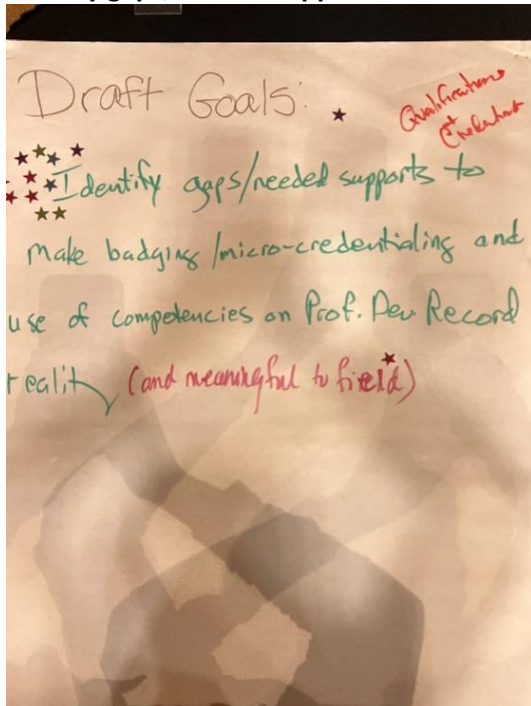 Draft Goals:
Qualifications
&
Identify gaps/needed supports to
make badging/micro-credentialing and
use of competencies on Prof. Dev Record
reality (and meaningful to field)